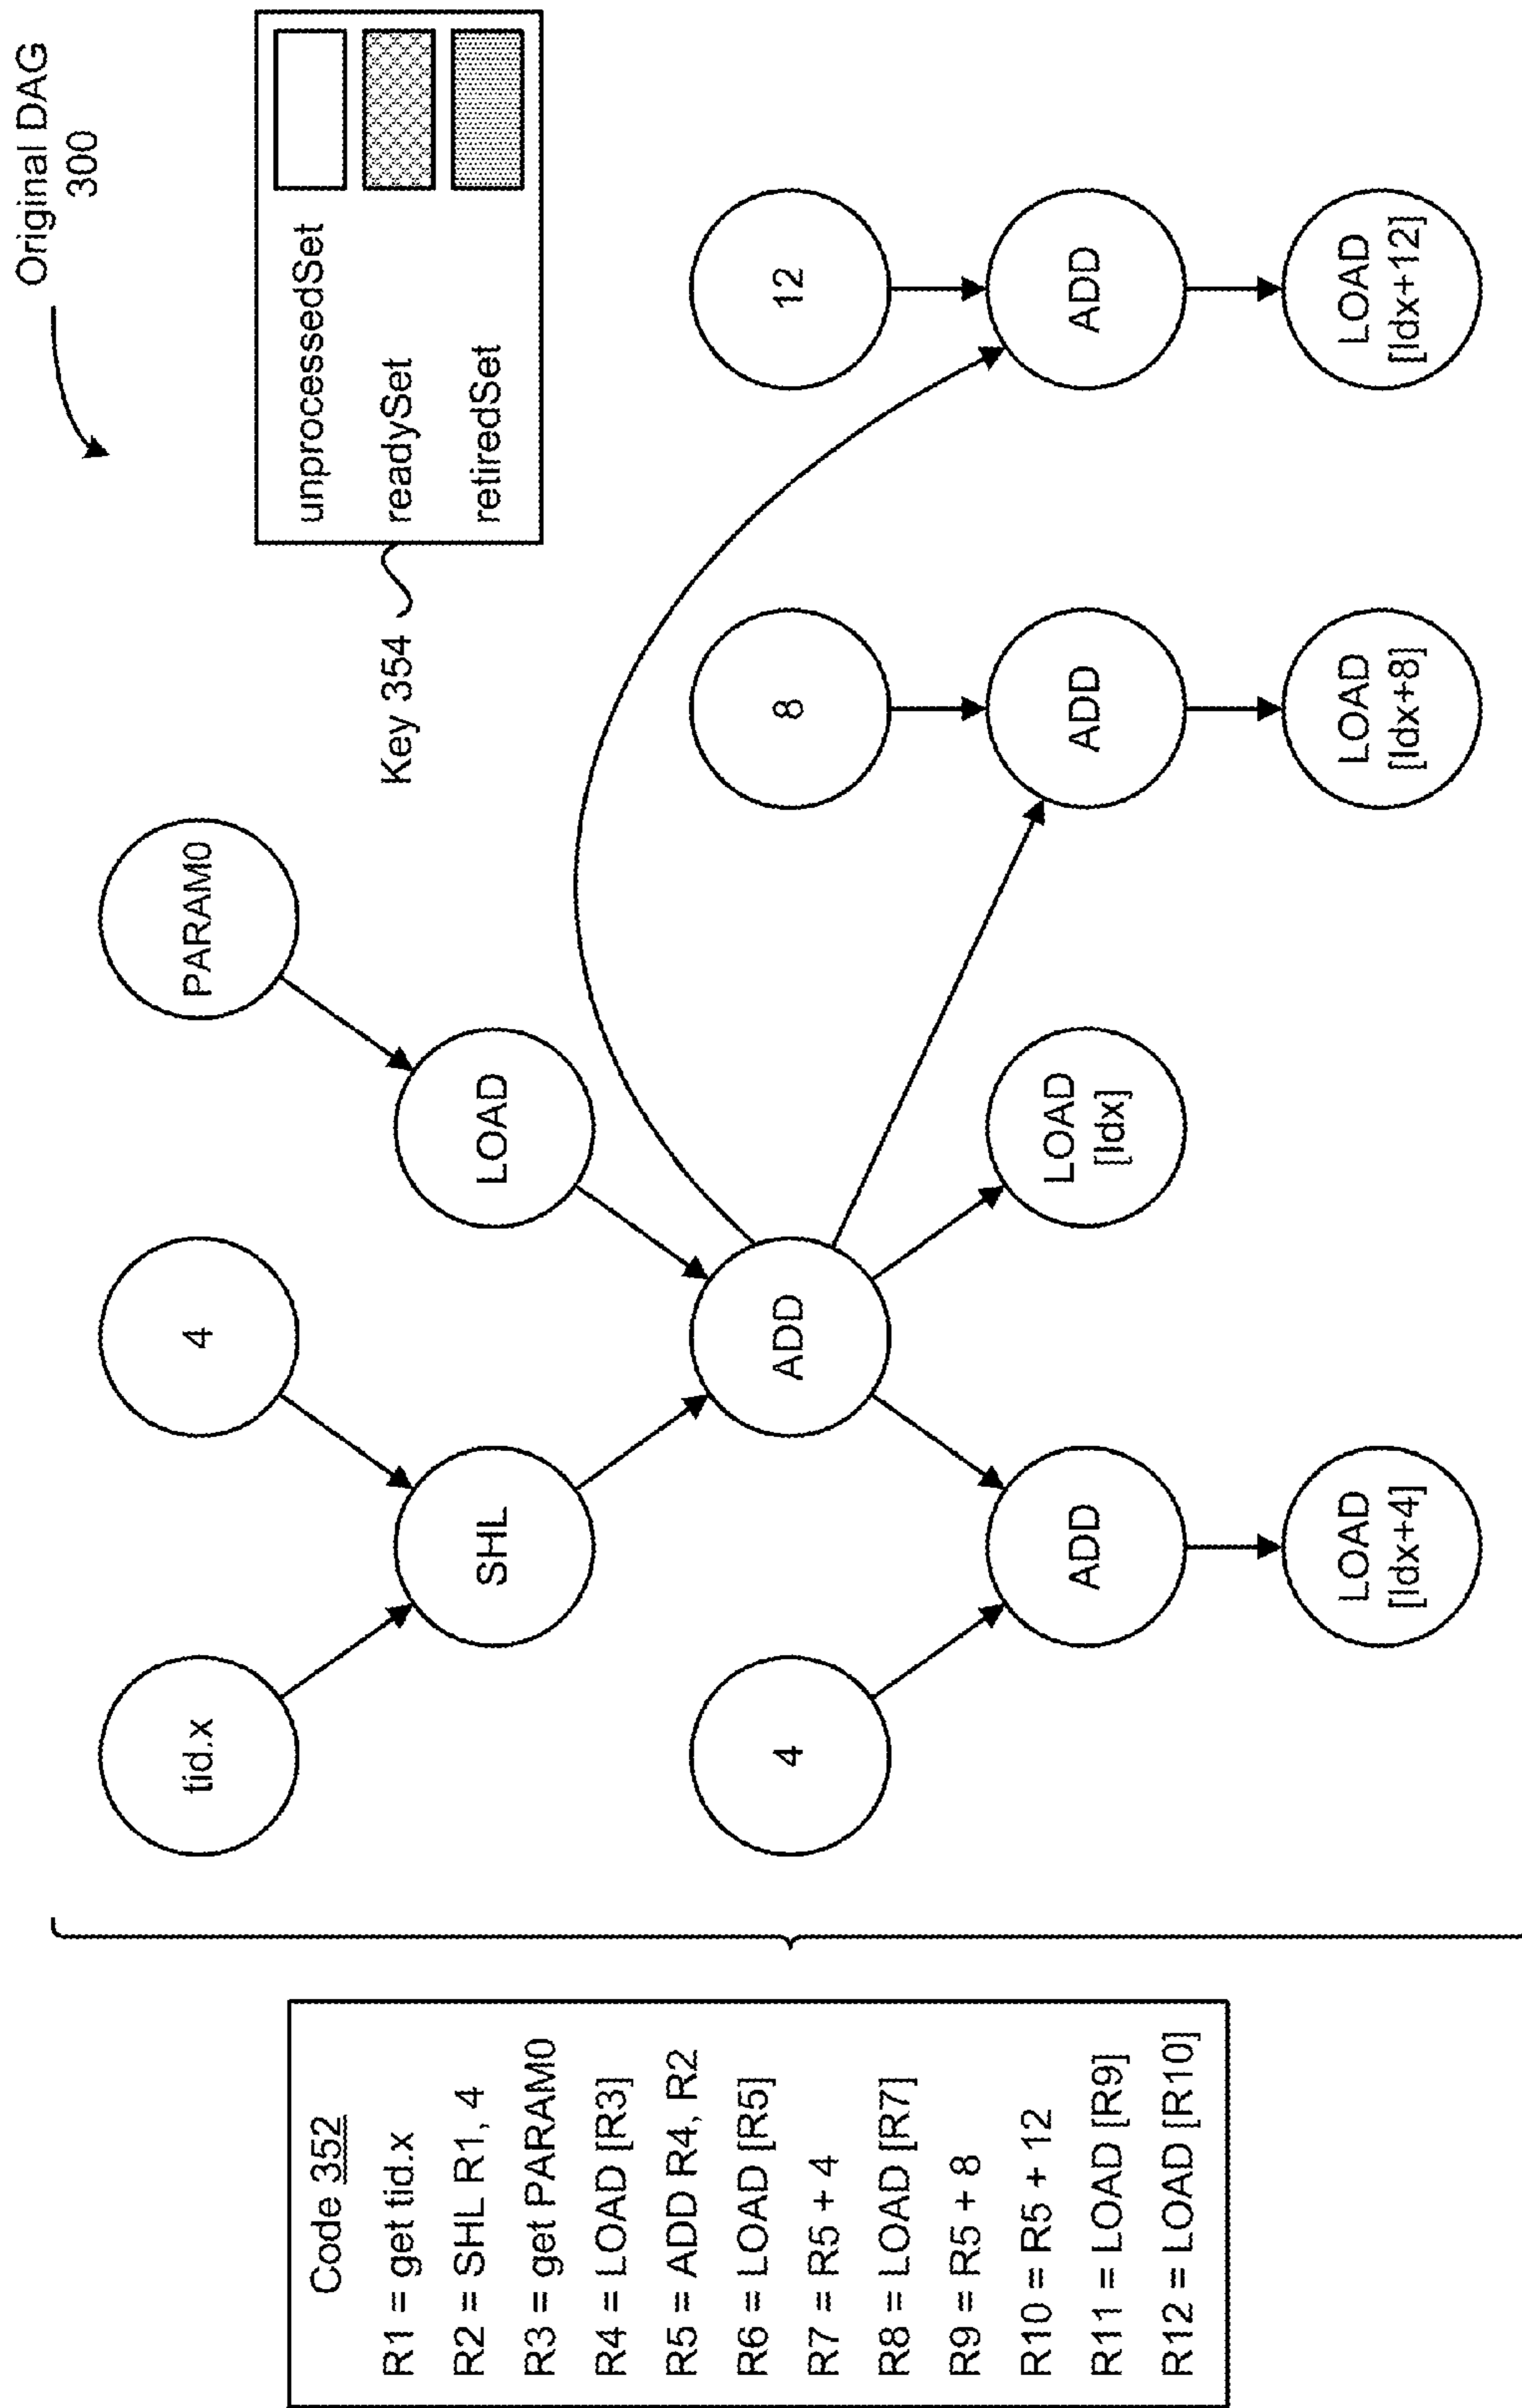 Original DAG
300
Code 352
R1 = get tid.x
R2 = SHL R1, 4
R3 = get PARAM0
R4 = LOAD [R3]
R5 = ADD R4, R2
R6 = LOAD [R5]
R7 = R5 + 4
R8 = LOAD [R7]
R9 = R5 + 8
R10 = R5 + 12
R11 = LOAD [R9]
R12 = LOAD [R10]
tid.x
4
PARAM0
Key 354
unprocessedSet
readySet
retiredSet
SHL
LOAD
4
ADD
8
12
ADD
LOAD
[Idx]
ADD
ADD
LOAD
[Idx+4]
LOAD
[Idx+8]
LOAD
[Idx+12]